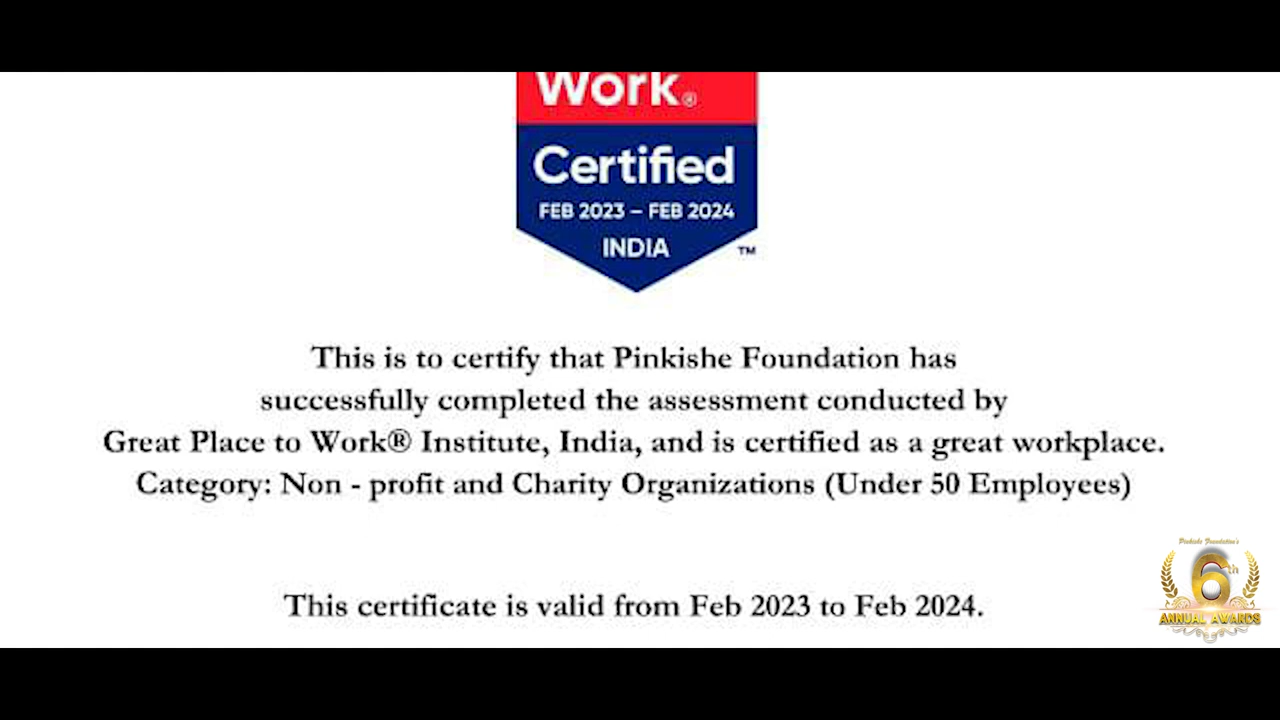 Work®
Certified
FEB 2023 – FEB 2024
INDIA
TM
This is to certify that Pinkishe Foundation has
successfully completed the assessment conducted by
Great Place to Work® Institute, India, and is certified as a great workplace.
Category: Non - profit and Charity Organizations (Under 50 Employees)
This certificate is valid from Feb 2023 to Feb 2024.
Pinkishe Foundation's
6th
ANNUAL AWARDS